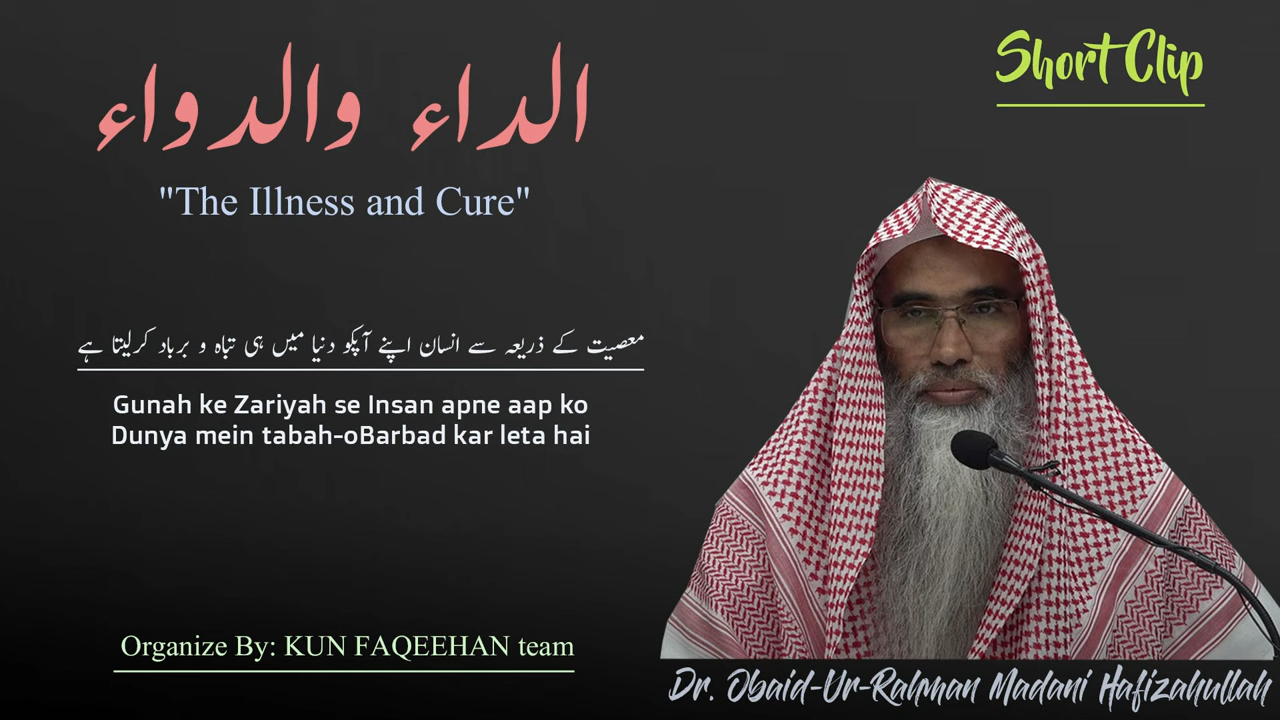 الداء والدواء
"The Illness and Cure"
Short Clip
معصیت کے ذریعہ سے انسان اپنے آپکو دنیا میں ہی تباہ و برباد کرلیتا ہے
Gunah ke Zariyah se Insan apne aap ko
Dunya mein tabah-oBarbad kar leta hai
Organize By: KUN FAQEEHAN team
Dr. Obaid-Ur-Rahman Madani Hafizahullah